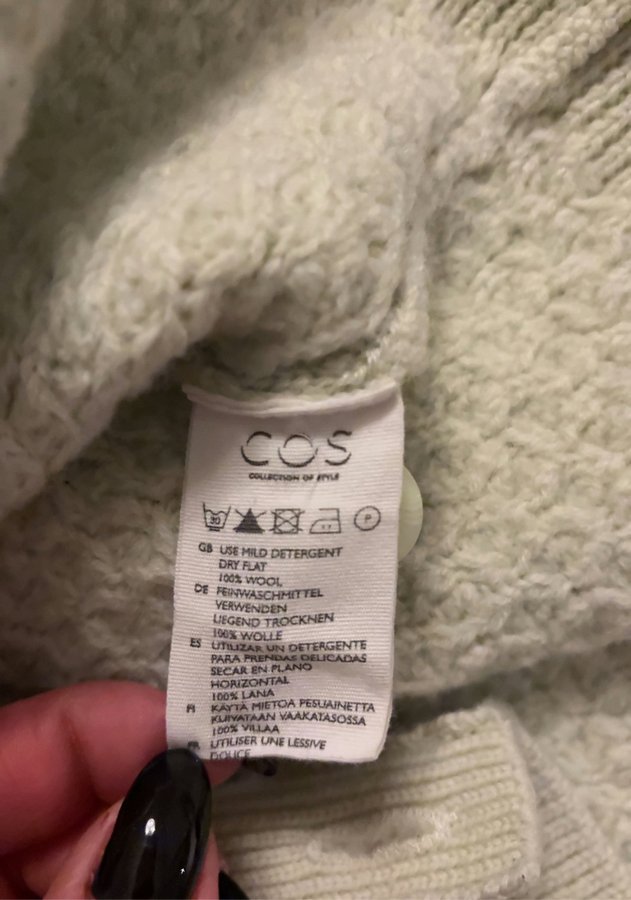 COS
COLLECTION OF STYLE
30 P
GB USE MILD DETERGENT
DRY FLAT
100% WOOL
DE FEINWASCHMITTEL
VERWENDEN
LIEGEND TROCKNEN
100% WOLLE
ES UTILIZAR UN DETERGENTE
PARA PRENDAS DELICADAS
SECAR EN PLANO
HORIZONTAL
100% LANA
FI KÄYTÄ MIETOA PESUAINETTA
KUIVATAAN VAAKATASOSSA
100% VILLAA
FR UTILISER UNE LESSIVE
DOUCE